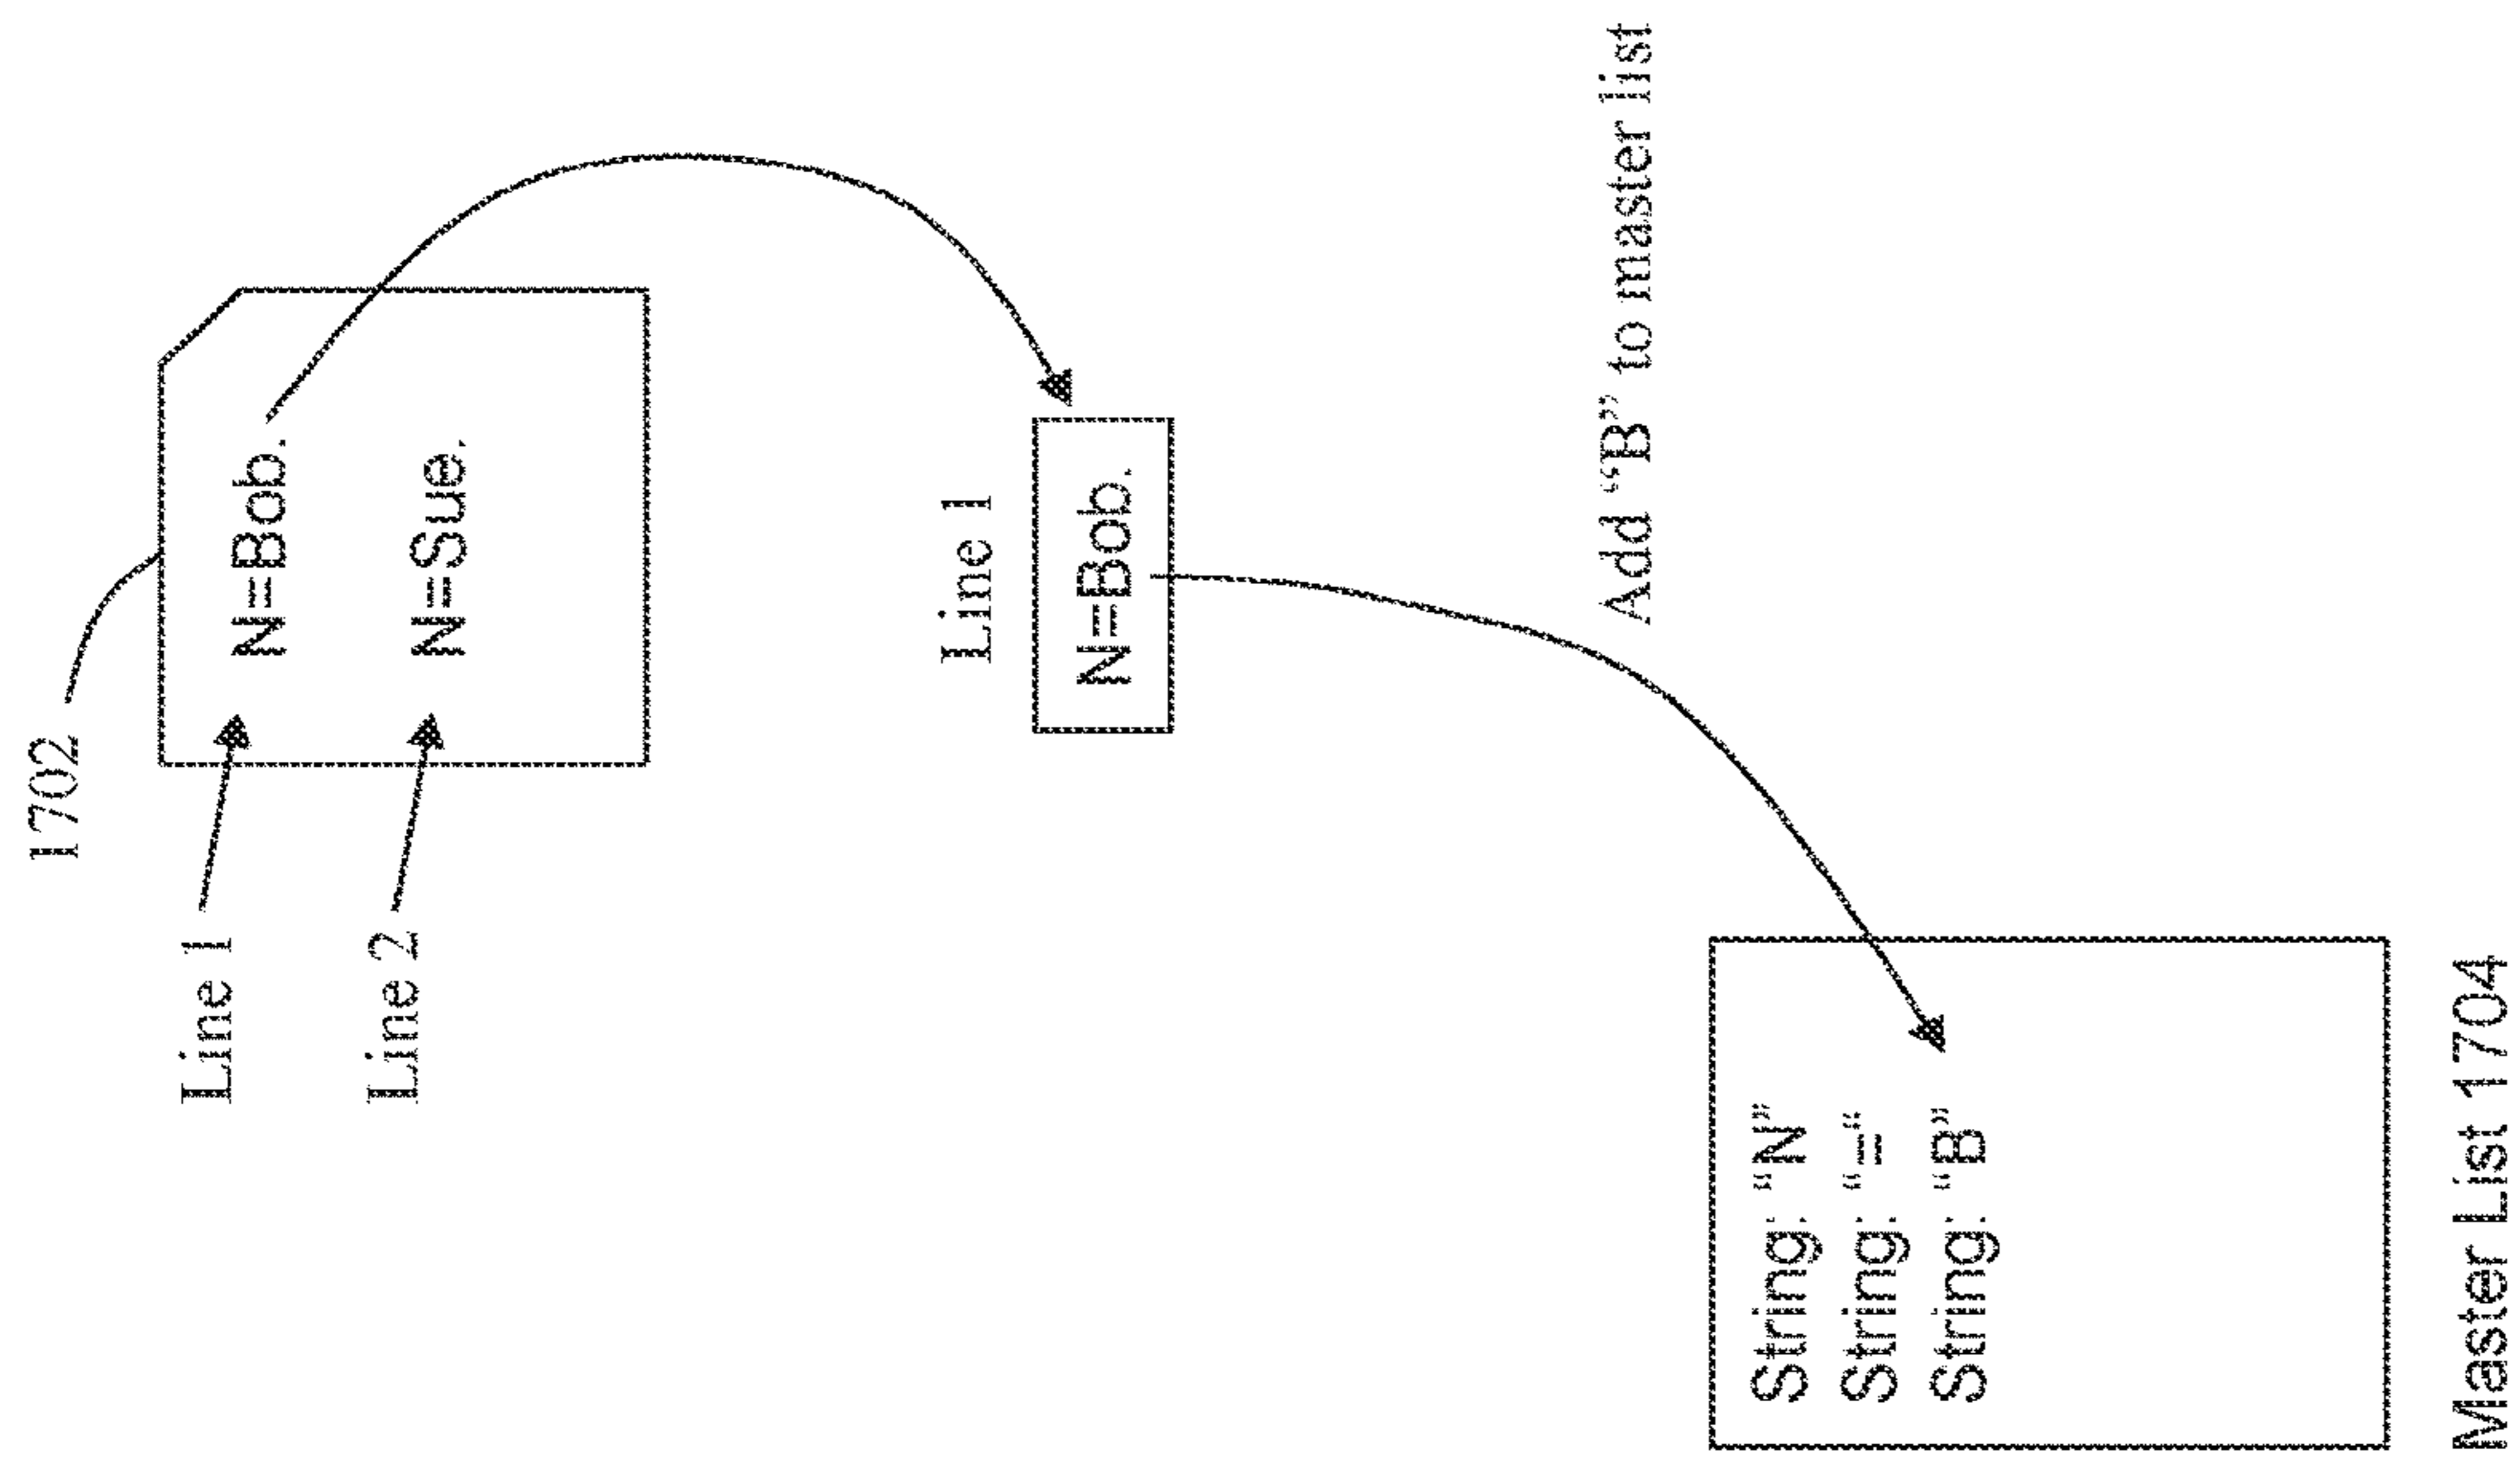 1702
Line 1
N=Bob.
Line 2
N=Sue.
Line 1
N=Bob.
Add “B” to master list
String: “N”
String: “=“
String: “B”
Master List 1704